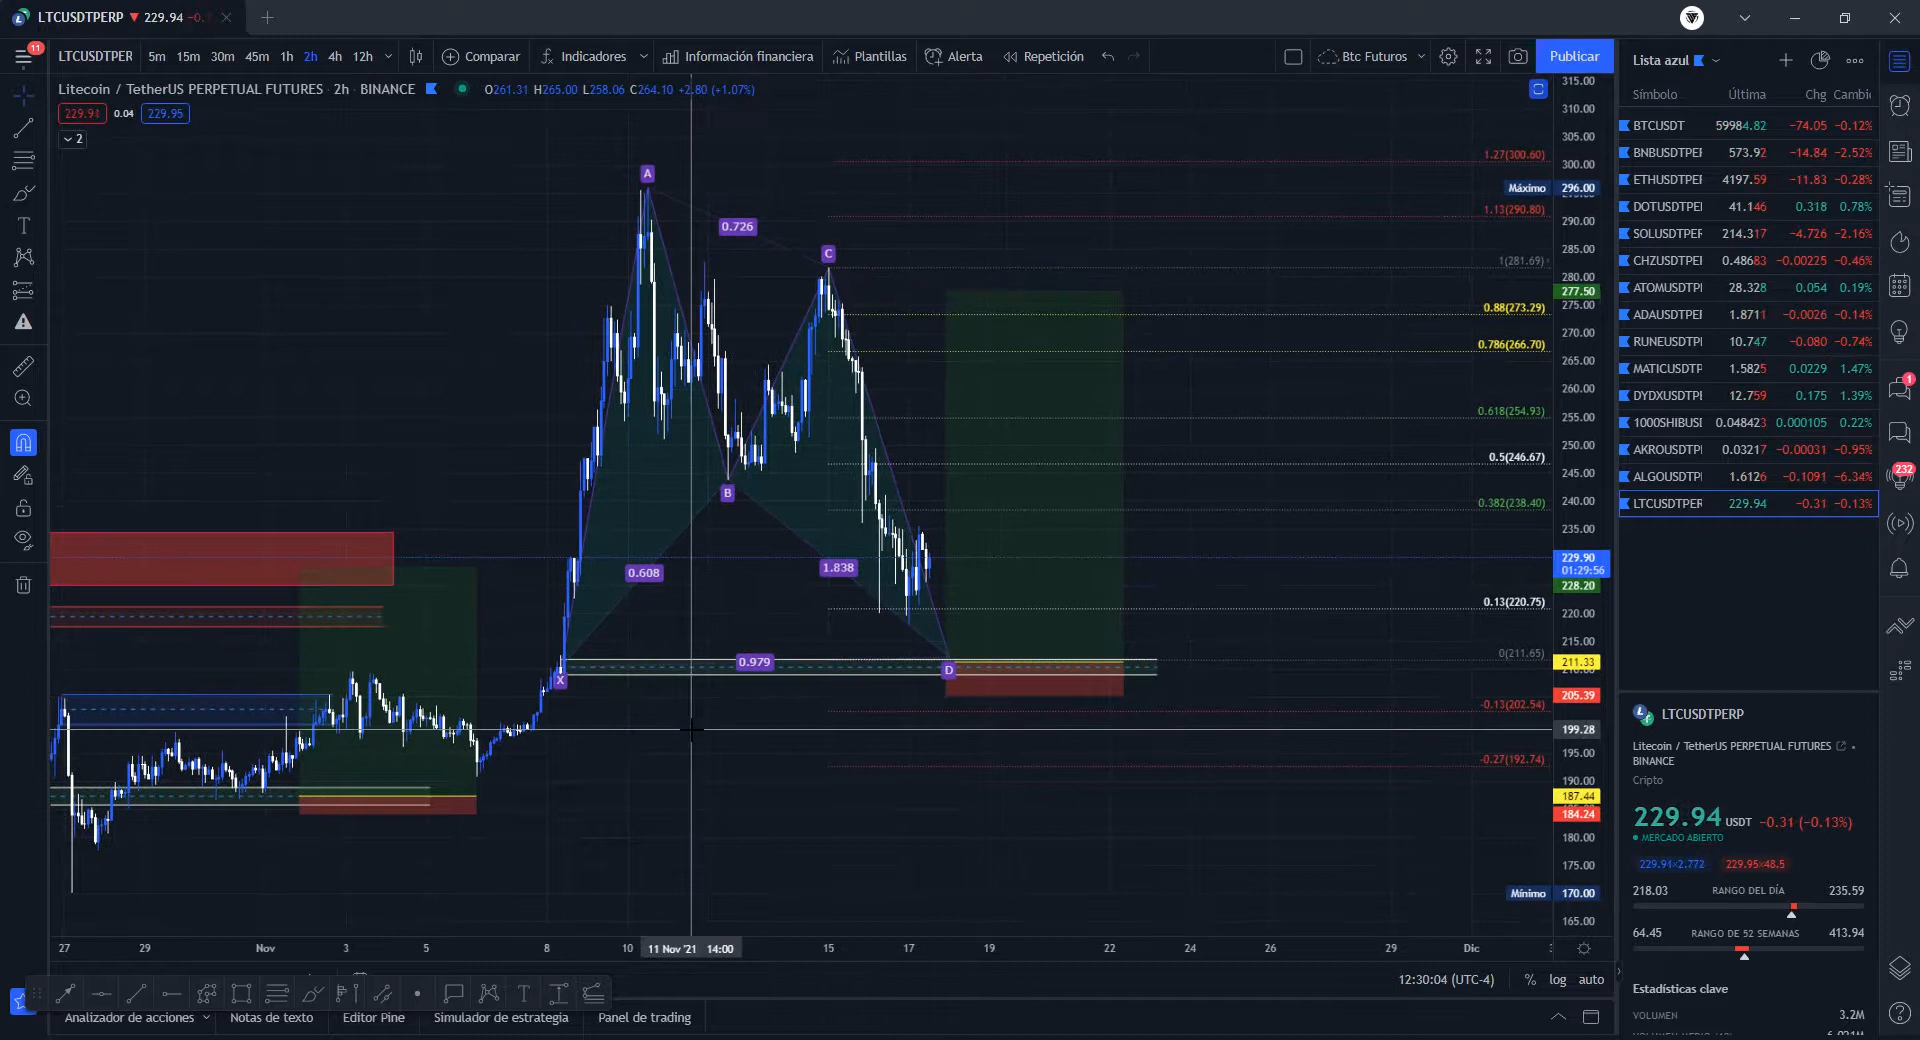 LTCUSDTPERP ▼ 229.94
LTCUSDTPER 5m 15m 30m 45m 1h 2h 4h 12h Comparar Indicadores Información financiera Plantillas Alerta Repetición Btc Futuros Publicar
Litecoin / TetherUS PERPETUAL FUTURES · 2h · BINANCE O261.31 H265.00 L258.06 C264.10 +2.80 (+1.07%)
0.04 229.95
2
A
0.726
C
0.608
B
1.838
X
0.979
D
1.27(300.60)
1.13(290.80)
1(281.69)
0.88(273.29)
0.786(266.70)
0.618(254.93)
0.5(246.67)
0.382(238.40)
0.13(220.75)
0(211.65)
-0.13(202.54)
-0.27(192.74)
315.00
310.00
305.00
300.00
Máximo 296.00
290.00
285.00
280.00
277.50
275.00
270.00
265.00
260.00
255.00
250.00
245.00
240.00
235.00
229.90
01:29:56
228.20
220.00
215.00
211.33
205.39
199.28
195.00
190.00
187.44
184.24
180.00
175.00
Mínimo 170.00
165.00
27 29 Nov 3 5 8 10 11 Nov '21 14:00 15 17 19 22 24 26 29 Dic
12:30:04 (UTC-4) % log auto
Analizador de acciones Notas de texto Editor Pine Simulador de estrategia Panel de trading
11
Lista azul
Símbolo Última Chg Cambi
BTCUSDT 59984.82 −74.05 −0.12%
BNBUSDTPEI 573.92 −14.84 −2.52%
ETHUSDTPEI 4197.59 −11.83 −0.28%
DOTUSDTPEI 41.146 0.318 0.78%
SOLUSDTPEF 214.317 −4.726 −2.16%
CHZUSDTPEI 0.48683 −0.00225 −0.46%
ATOMUSDTPI 28.328 0.054 0.19%
ADAUSDTPEI 1.8711 −0.0026 −0.14%
RUNEUSDTPI 10.747 −0.080 −0.74%
MATICUSDTP 1.5825 0.0229 1.47%
DYDXUSDTPI 12.759 0.175 1.39%
1000SHIBUSI 0.048423 0.000105 0.22%
AKROUSDTPI 0.03217 −0.00031 −0.95%
ALGOUSDTPI 1.6126 −0.1091 −6.34%
LTCUSDTPER 229.94 −0.31 −0.13%
1
232
LTCUSDTPERP
Litecoin / TetherUS PERPETUAL FUTURES ·
BINANCE
Cripto
229.94 USDT −0.31 (−0.13%)
MERCADO ABIERTO
229.94×2.772 229.95×48.5
218.03 RANGO DEL DÍA 235.59
64.45 RANGO DE 52 SEMANAS 413.94
Estadísticas clave
VOLUMEN 3.2M